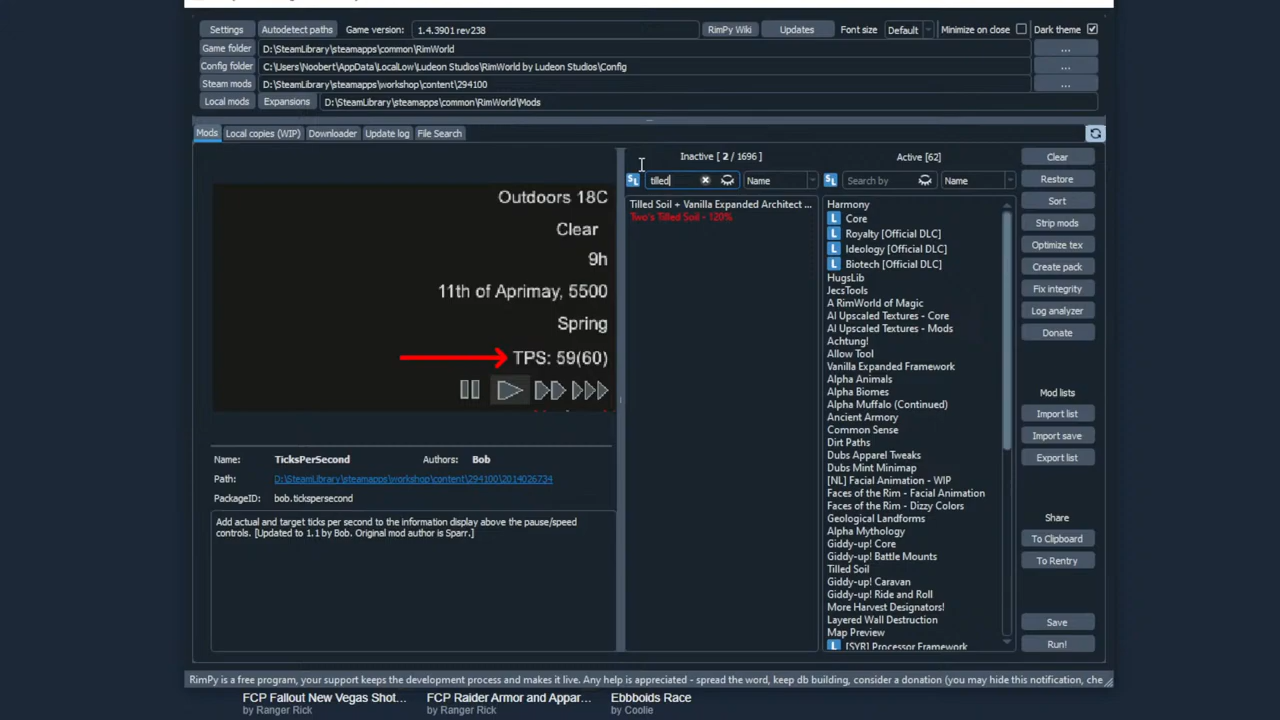 Settings Autodetect paths Game version: 1.4.3901 rev238 RimPy Wiki Updates Font size Default Minimize on close Dark theme
Game folder D:\SteamLibrary\steamapps\common\RimWorld ...
Config folder C:\Users\Noobert\AppData\LocalLow\Ludeon Studios\RimWorld by Ludeon Studios\Config ...
Steam mods D:\SteamLibrary\steamapps\workshop\content\294100 ...
Local mods Expansions D:\SteamLibrary\steamapps\common\RimWorld\Mods
Mods Local copies (WIP) Downloader Update log File Search
Outdoors 18C
Clear
9h
11th of Aprimay, 5500
Spring
TPS: 59(60)
Name: TicksPerSecond Authors: Bob
Path: D:\SteamLibrary\steamapps\workshop\content\294100\2014026734
PackageID: bob.tickspersecond
Add actual and target ticks per second to the information display above the pause/speed
controls. [Updated to 1.1 by Bob. Original mod author is Sparr.]
Inactive [ 2 / 1696 ]
SL tilled Name
Tilled Soil + Vanilla Expanded Architect ...
Two's Tilled Soil - 120%
Active [62]
SL Search by Name
Harmony
L Core
L Royalty [Official DLC]
L Ideology [Official DLC]
L Biotech [Official DLC]
HugsLib
JecsTools
A RimWorld of Magic
AI Upscaled Textures - Core
AI Upscaled Textures - Mods
Achtung!
Allow Tool
Vanilla Expanded Framework
Alpha Animals
Alpha Biomes
Alpha Muffalo (Continued)
Ancient Armory
Common Sense
Dirt Paths
Dubs Apparel Tweaks
Dubs Mint Minimap
[NL] Facial Animation - WIP
Faces of the Rim - Facial Animation
Faces of the Rim - Dizzy Colors
Geological Landforms
Alpha Mythology
Giddy-up! Core
Giddy-up! Battle Mounts
Tilled Soil
Giddy-up! Caravan
Giddy-up! Ride and Roll
More Harvest Designators!
Layered Wall Destruction
Map Preview
L [SYR] Processor Framework
Clear
Restore
Sort
Strip mods
Optimize tex
Create pack
Fix integrity
Log analyzer
Donate
Mod lists
Import list
Import save
Export list
Share
To Clipboard
To Rentry
Save
Run!
RimPy is a free program, your support keeps the development process and makes it live. Any help is appreciated - spread the word, keep db building, consider a donation (you may hide this notification, che
FCP Fallout New Vegas Shot... FCP Raider Armor and Appar... Ebbboids Race
by Ranger Rick by Ranger Rick by Coolie